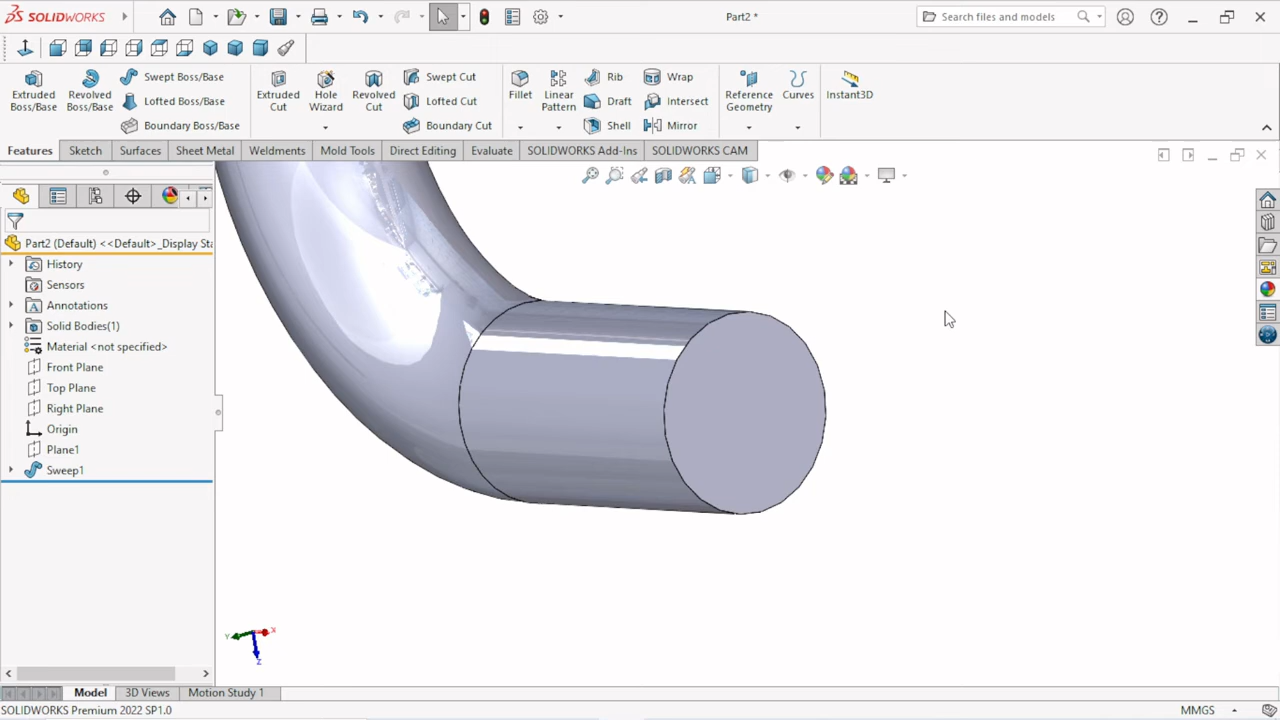 SOLIDWORKS
Part2 *
Search files and models
Extruded Boss/Base
Revolved Boss/Base
Swept Boss/Base
Lofted Boss/Base
Boundary Boss/Base
Extruded Cut
Hole Wizard
Revolved Cut
Swept Cut
Lofted Cut
Boundary Cut
Fillet
Linear Pattern
Rib
Draft
Shell
Wrap
Intersect
Mirror
Reference Geometry
Curves
Instant3D
Features
Sketch
Surfaces
Sheet Metal
Weldments
Mold Tools
Direct Editing
Evaluate
SOLIDWORKS Add-Ins
SOLIDWORKS CAM
Part2 (Default) <<Default>_Display Sta
History
Sensors
Annotations
Solid Bodies(1)
Material <not specified>
Front Plane
Top Plane
Right Plane
Origin
Plane1
Sweep1
Y
X
Z
Model
3D Views
Motion Study 1
SOLIDWORKS Premium 2022 SP1.0
MMGS